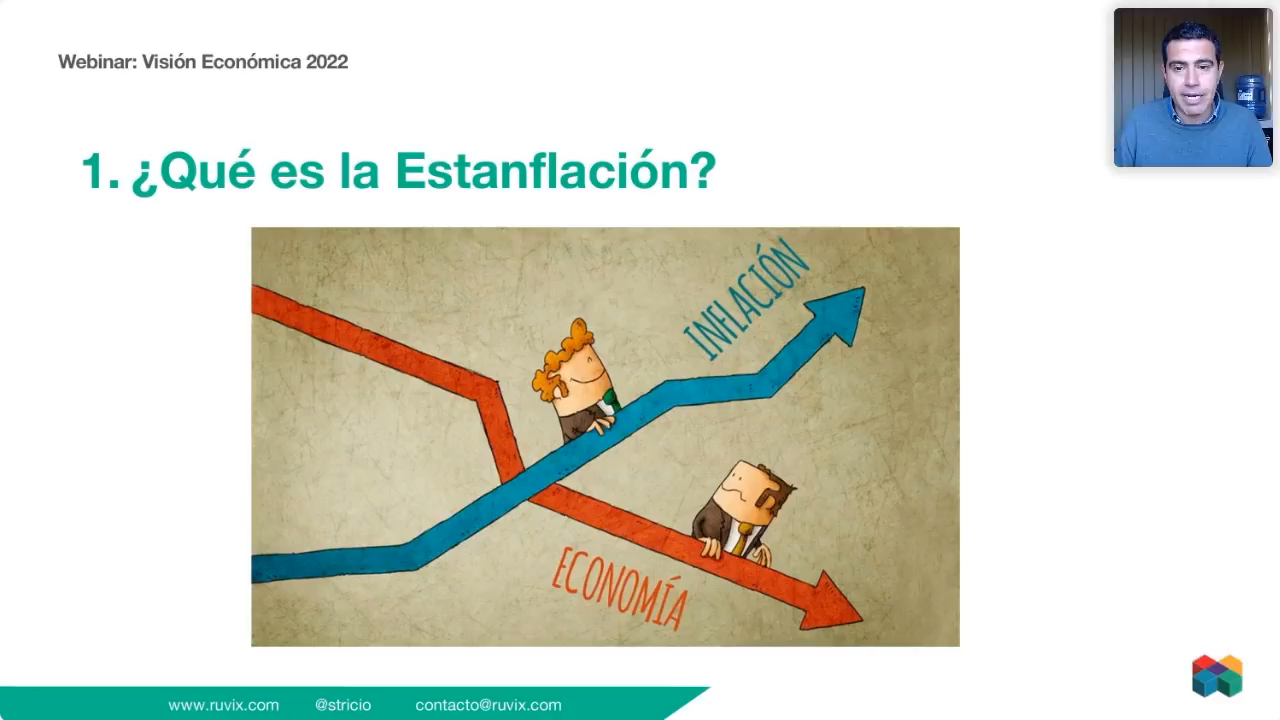 Webinar: Visión Económica 2022
1. ¿Qué es la Estanflación?
INFLACIÓN
ECONOMÍA
www.ruvix.com @stricio contacto@ruvix.com